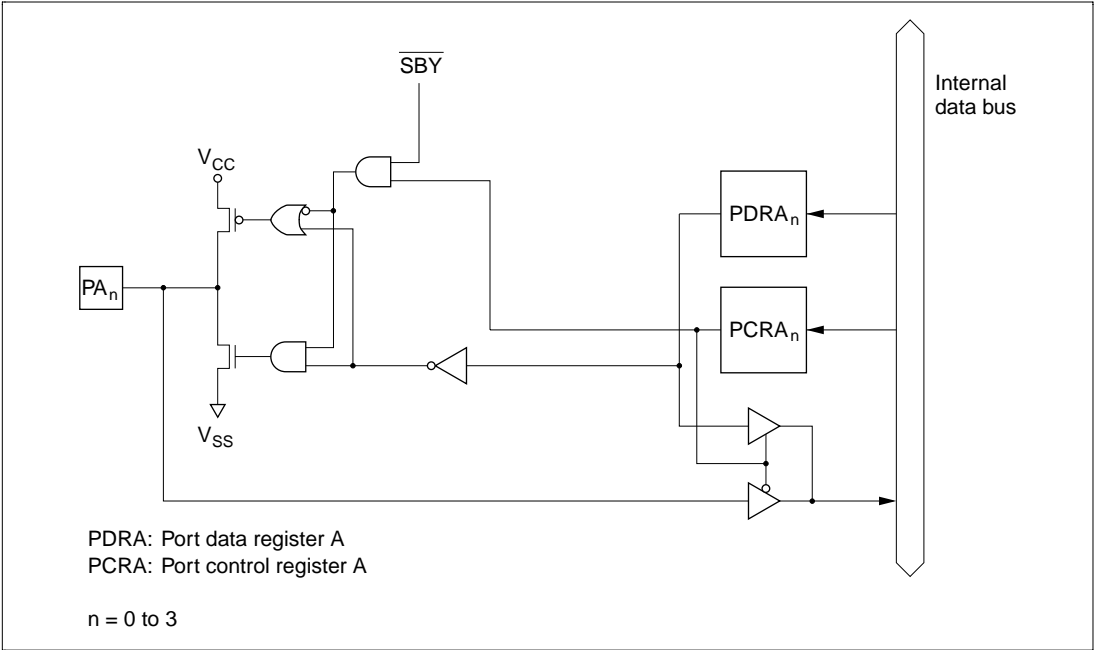 SBY
Internal
data bus
VCC
PDRAn
PAn
PCRAn
VSS
PDRA: Port data register A
PCRA: Port control register A
n = 0 to 3